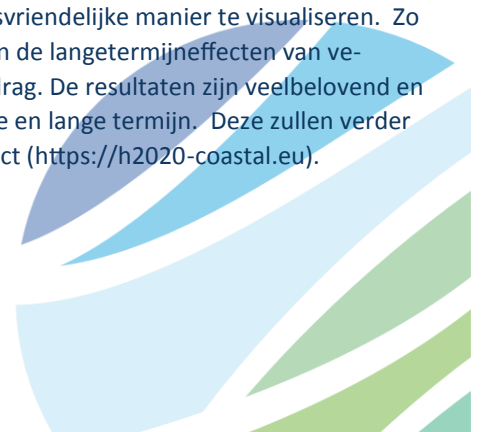 svriendelijke manier te visualiseren.  Zo
n de langetermijneffecten van ve-
drag. De resultaten zijn veelbelovend en
e en lange termijn.  Deze zullen verder
ct (https://h2020-coastal.eu).